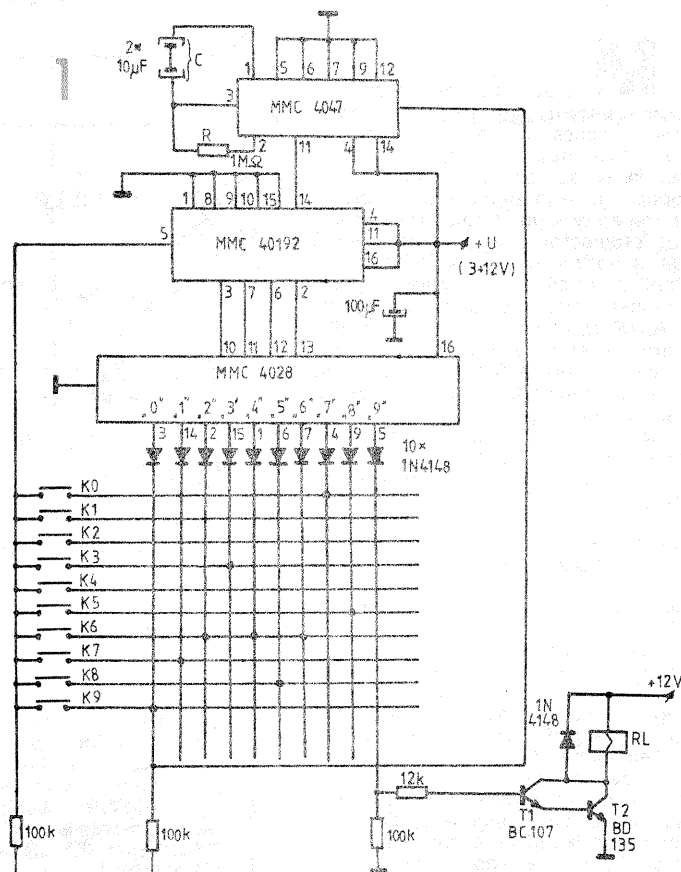 1
2*
10µF
C
1
5
6
7
9
12
3
MMC 4047
R
1MΩ
2
11
4
14
1
8
9
10
15
14
5
MMC 40192
4
11
16
+U
(3÷12V)
3
7
6
2
100µF
10
11
12
13
16
MMC 4028
„0" „1" „2" „3" „4" „5" „6" „7" „8" „9"
3 14 2 15 1 6 7 4 9 5
10×
1N4148
K0
K1
K2
K3
K4
K5
K6
K7
K8
K9
+12V
1N
4148
RL
12k
T1
BC107
T2
BD
135
100k
100k
100k